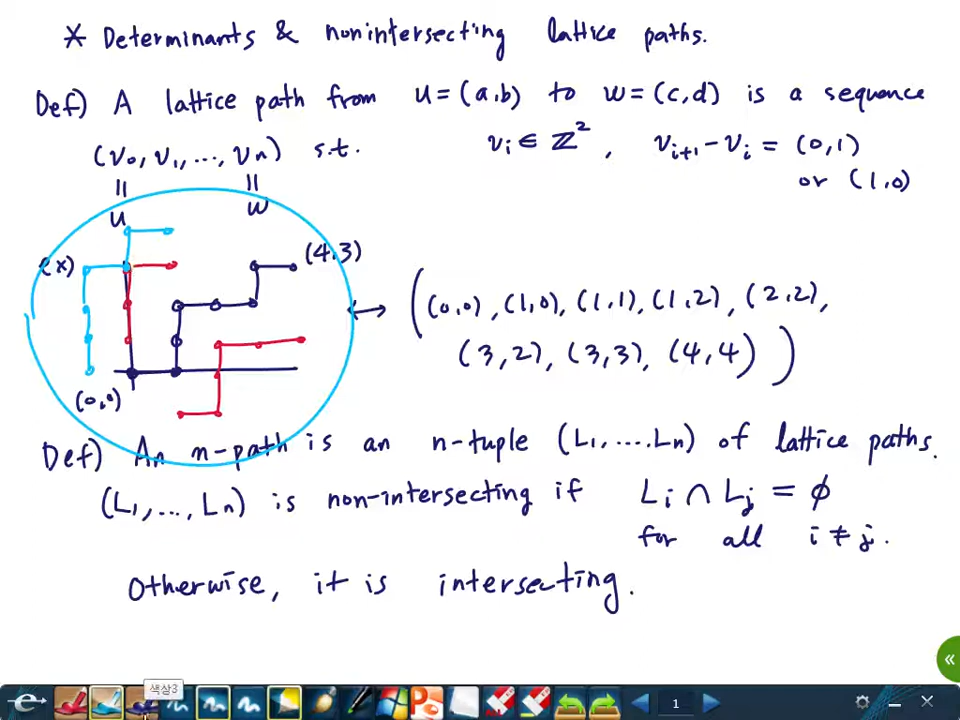 * Determinants & nonintersecting lattice paths.
Def) A lattice path from u=(a,b) to w=(c,d) is a sequence
(v0, v1, ..., vn) s.t. vi ∈ ℤ², vi+1 - vi = (0,1)
or (1,0)
u w
(x) (4,3)
((0,0), (1,0), (1,1), (1,2), (2,2),
(3,2), (3,3), (4,4))
(0,0)
Def) An n-path is an n-tuple (L1, .... Ln) of lattice paths.
(L1, ..., Ln) is non-intersecting if Li ∩ Lj = ϕ
for all i ≠ j.
Otherwise, it is intersecting.
색상3
1